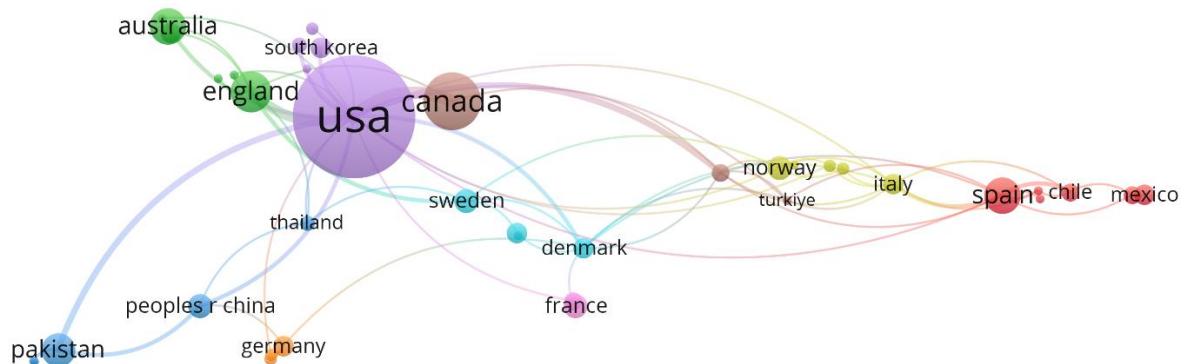 australia
south korea
england
usa
canada
norway
italy
turkiye
spain
chile
mexico
sweden
thailand
denmark
peoples r china
france
pakistan
germany